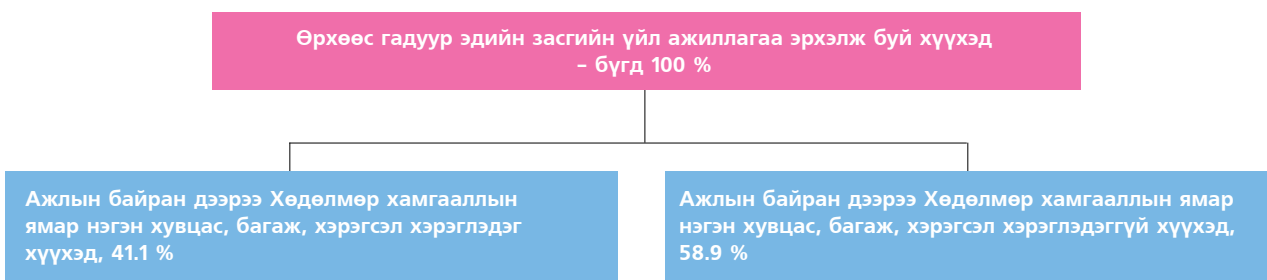 Өрхөөс гадуур эдийн засгийн үйл ажиллагаа эрхэлж буй хүүхэд
– бүгд 100 %
Ажлын байран дээрээ Хөдөлмөр хамгааллын
ямар нэгэн хувцас, багаж, хэрэгсэл хэрэглэдэг
хүүхэд, 41.1 %
Ажлын байран дээрээ Хөдөлмөр хамгааллын ямар
нэгэн хувцас, багаж, хэрэгсэл хэрэглэдэггүй хүүхэд,
58.9 %